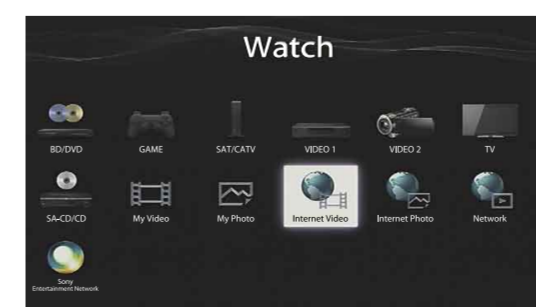 Watch
BD/DVD GAME SAT/CATV VIDEO 1 VIDEO 2 TV
SA-CD/CD My Video My Photo Internet Video Internet Photo Network
Sony
Entertainment Network